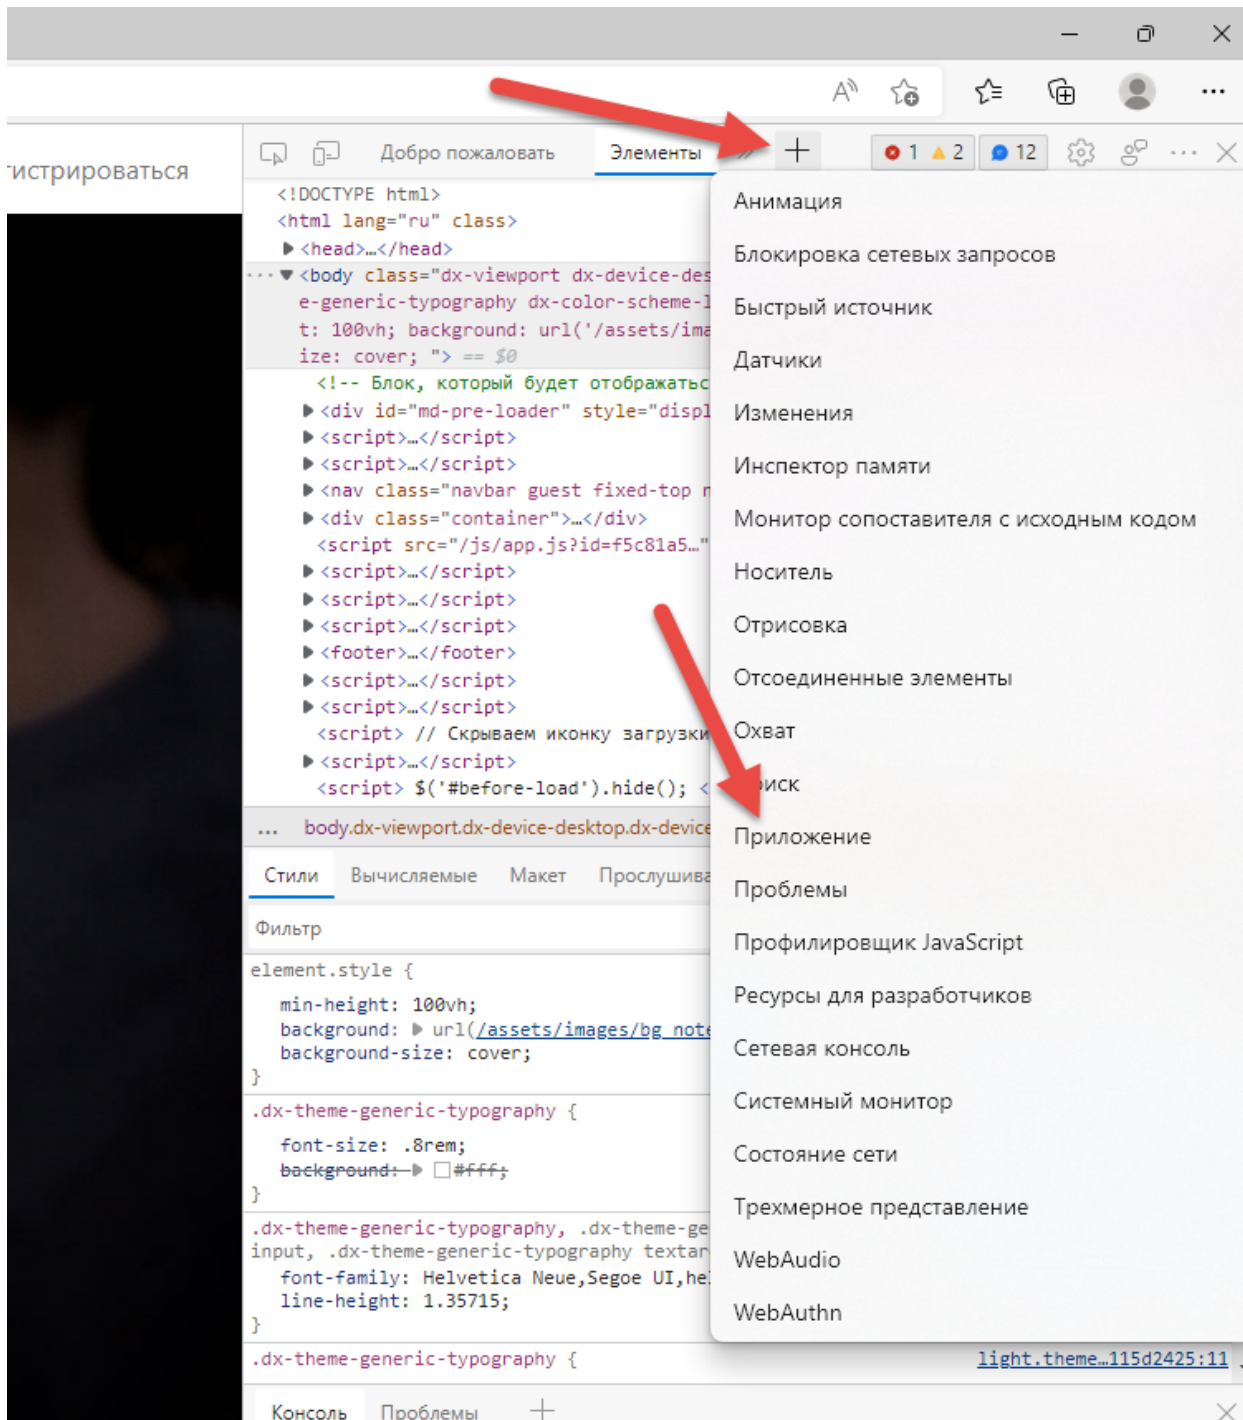 гистрироваться
Добро пожаловать
Элементы
1 2 12
<!DOCTYPE html>
<html lang="ru" class>
<head>…</head>
<body class="dx-viewport dx-device-des
e-generic-typography dx-color-scheme-l
t: 100vh; background: url('/assets/ima
ize: cover; "> == $0
<!-- Блок, который будет отображатьс
<div id="md-pre-loader" style="displ
<script>…</script>
<script>…</script>
<nav class="navbar guest fixed-top n
<div class="container">…</div>
<script src="/js/app.js?id=f5c81a5…"
<script>…</script>
<script>…</script>
<script>…</script>
<footer>…</footer>
<script>…</script>
<script>…</script>
<script> // Скрываем иконку загрузки
<script>…</script>
<script> $('#before-load').hide(); <
... body.dx-viewport.dx-device-desktop.dx-device
Стили Вычисляемые Макет Прослушива
Фильтр
element.style {
min-height: 100vh;
background: url(/assets/images/bg_note
background-size: cover;
}
.dx-theme-generic-typography {
font-size: .8rem;
background: #fff;
}
.dx-theme-generic-typography, .dx-theme-ge
input, .dx-theme-generic-typography textar
font-family: Helvetica Neue,Segoe UI,hel
line-height: 1.35715;
}
.dx-theme-generic-typography {
light.theme…115d2425:11
Консоль Проблемы
Анимация
Блокировка сетевых запросов
Быстрый источник
Датчики
Изменения
Инспектор памяти
Монитор сопоставителя с исходным кодом
Носитель
Отрисовка
Отсоединенные элементы
Охват
иск
Приложение
Проблемы
Профилировщик JavaScript
Ресурсы для разработчиков
Сетевая консоль
Системный монитор
Состояние сети
Трехмерное представление
WebAudio
WebAuthn